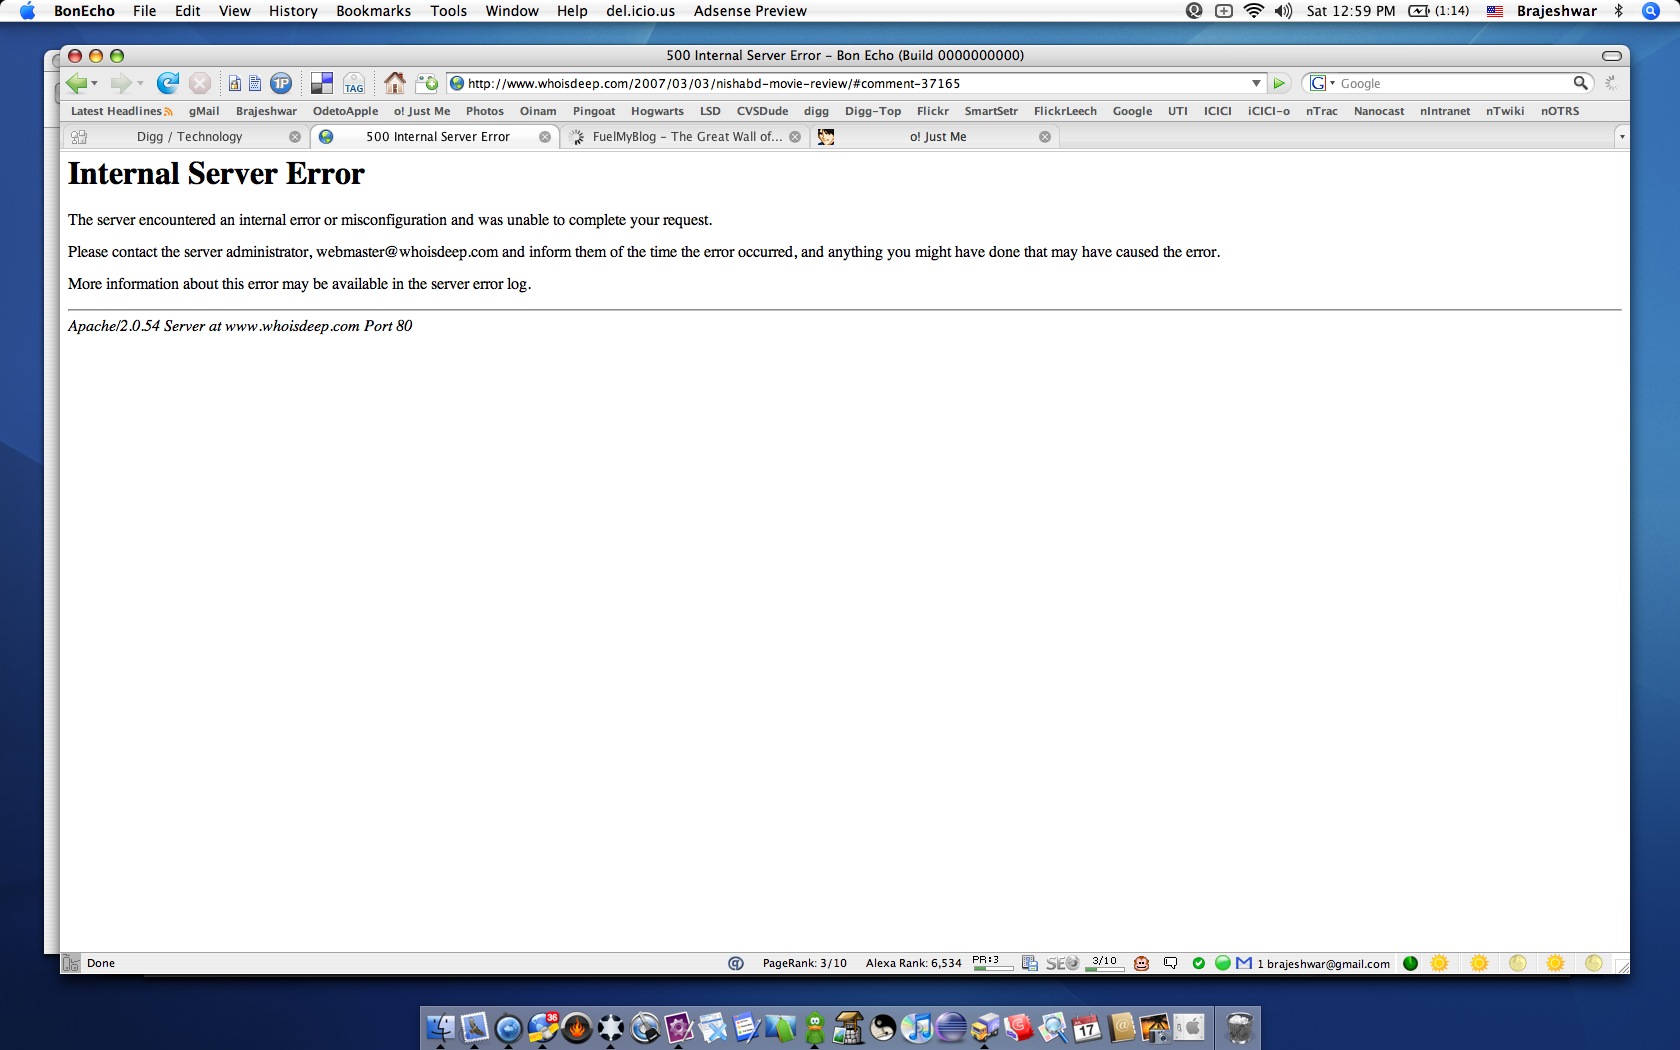 BonEcho File Edit View History Bookmarks Tools Window Help del.icio.us Adsense Preview Sat 12:59 PM (1:14) Brajeshwar
500 Internal Server Error – Bon Echo (Build 0000000000)
1P TAG http://www.whoisdeep.com/2007/03/03/nishabd-movie-review/#comment-37165 G Google
Latest Headlines gMail Brajeshwar OdetoApple o! Just Me Photos Oinam Pingoat Hogwarts LSD CVSDude digg Digg-Top Flickr SmartSetr FlickrLeech Google UTI ICICI iCICI-o nTrac Nanocast nIntranet nTwiki nOTRS
Digg / Technology 500 Internal Server Error FuelMyBlog – The Great Wall of... o! Just Me
Internal Server Error
The server encountered an internal error or misconfiguration and was unable to complete your request.
Please contact the server administrator, webmaster@whoisdeep.com and inform them of the time the error occurred, and anything you might have done that may have caused the error.
More information about this error may be available in the server error log.
Apache/2.0.54 Server at www.whoisdeep.com Port 80
Done PageRank: 3/10 Alexa Rank: 6,534 PR:3 SEO 3/10 1 brajeshwar@gmail.com
36 17